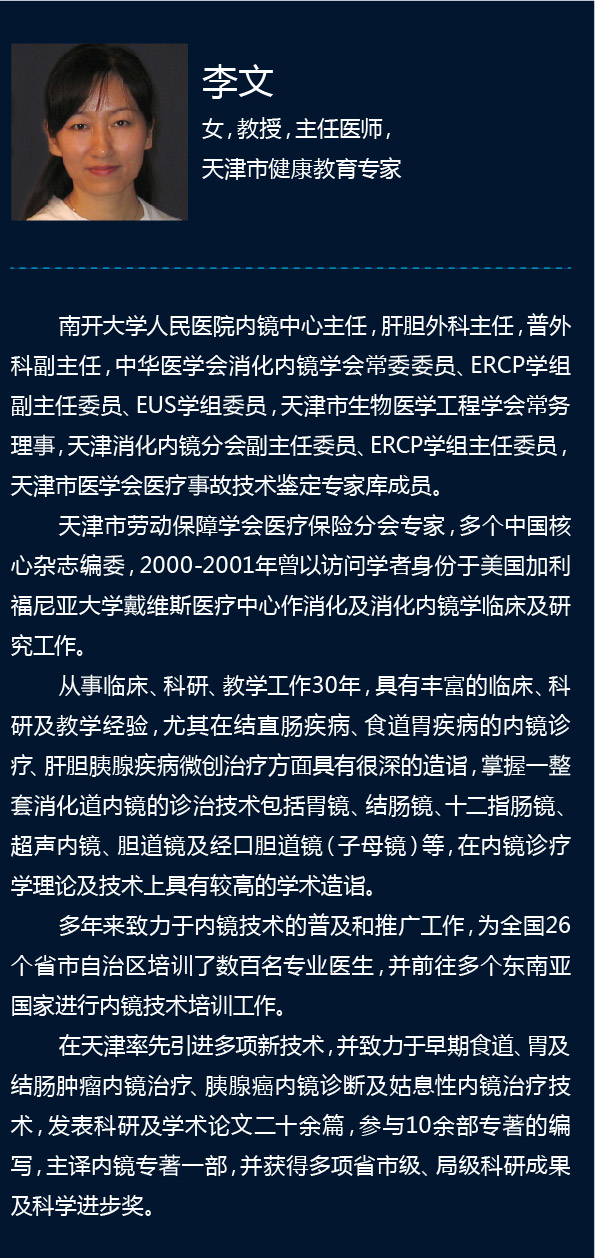 李文
女,教授,主任医师,
天津市健康教育专家
南开大学人民医院内镜中心主任,肝胆外科主任,普外
科副主任,中华医学会消化内镜学会常委委员、ERCP学组
副主任委员、EUS学组委员,天津市生物医学工程学会常务
理事,天津消化内镜分会副主任委员、ERCP学组主任委员,
天津市医学会医疗事故技术鉴定专家库成员。
天津市劳动保障学会医疗保险分会专家,多个中国核
心杂志编委,2000-2001年曾以访问学者身份于美国加利
福尼亚大学戴维斯医疗中心作消化及消化内镜学临床及研
究工作。
从事临床、科研、教学工作30年,具有丰富的临床、科
研及教学经验,尤其在结直肠疾病、食道胃疾病的内镜诊
疗、肝胆胰腺疾病微创治疗方面具有很深的造诣,掌握一整
套消化道内镜的诊治技术包括胃镜、结肠镜、十二指肠镜、
超声内镜、胆道镜及经口胆道镜(子母镜)等,在内镜诊疗
学理论及技术上具有较高的学术造诣。
多年来致力于内镜技术的普及和推广工作,为全国26
个省市自治区培训了数百名专业医生,并前往多个东南亚
国家进行内镜技术培训工作。
在天津率先引进多项新技术,并致力于早期食道、胃及
结肠肿瘤内镜治疗、胰腺癌内镜诊断及姑息性内镜治疗技
术,发表科研及学术论文二十余篇,参与10余部专著的编
写,主译内镜专著一部,并获得多项省市级、局级科研成果
及科学进步奖。